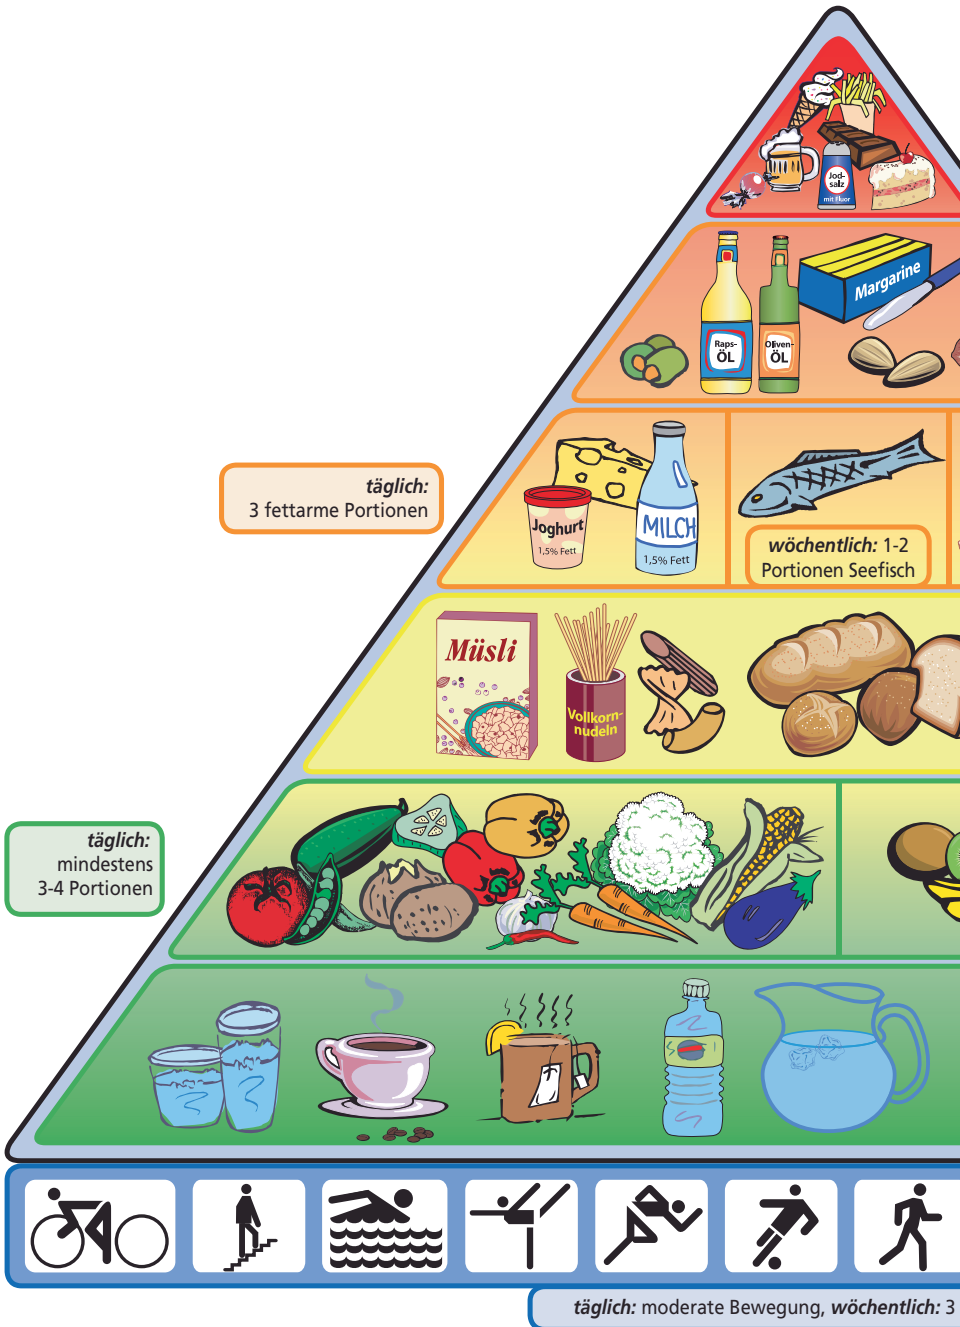 Jod-
salz
mit Fluor
Margarine
Raps-
ÖL
Oliven-
ÖL
täglich:
3 fettarme Portionen
Joghurt
1,5% Fett
MILCH
1,5% Fett
wöchentlich: 1-2
Portionen Seefisch
Müsli
Vollkorn-
nudeln
täglich:
mindestens
3-4 Portionen
täglich: moderate Bewegung, wöchentlich: 3